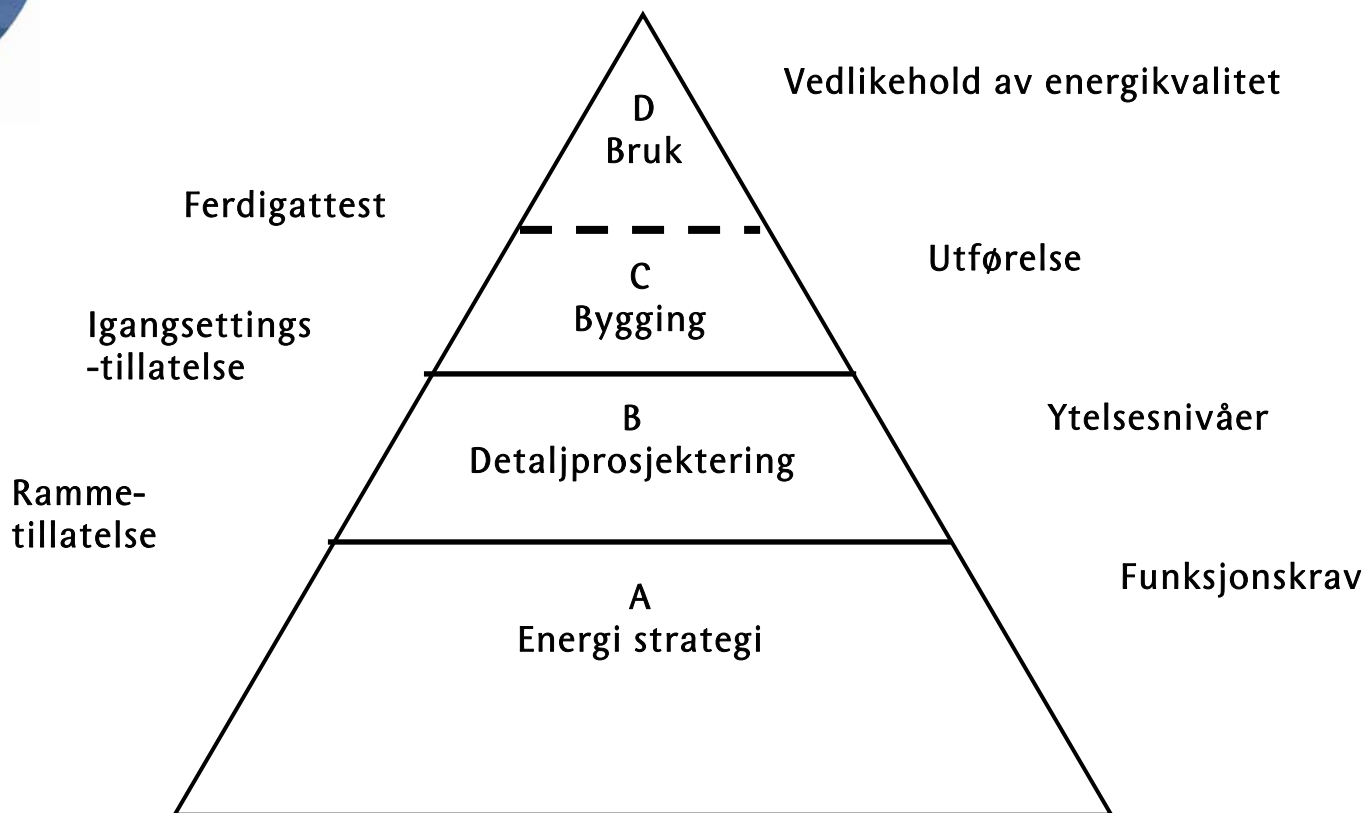 Vedlikehold av energikvalitet
D
Bruk
Ferdigattest
Utførelse
C
Bygging
Igangsettings
-tillatelse
B
Detaljprosjektering
Ytelsesnivåer
Ramme-
tillatelse
Funksjonskrav
A
Energi strategi